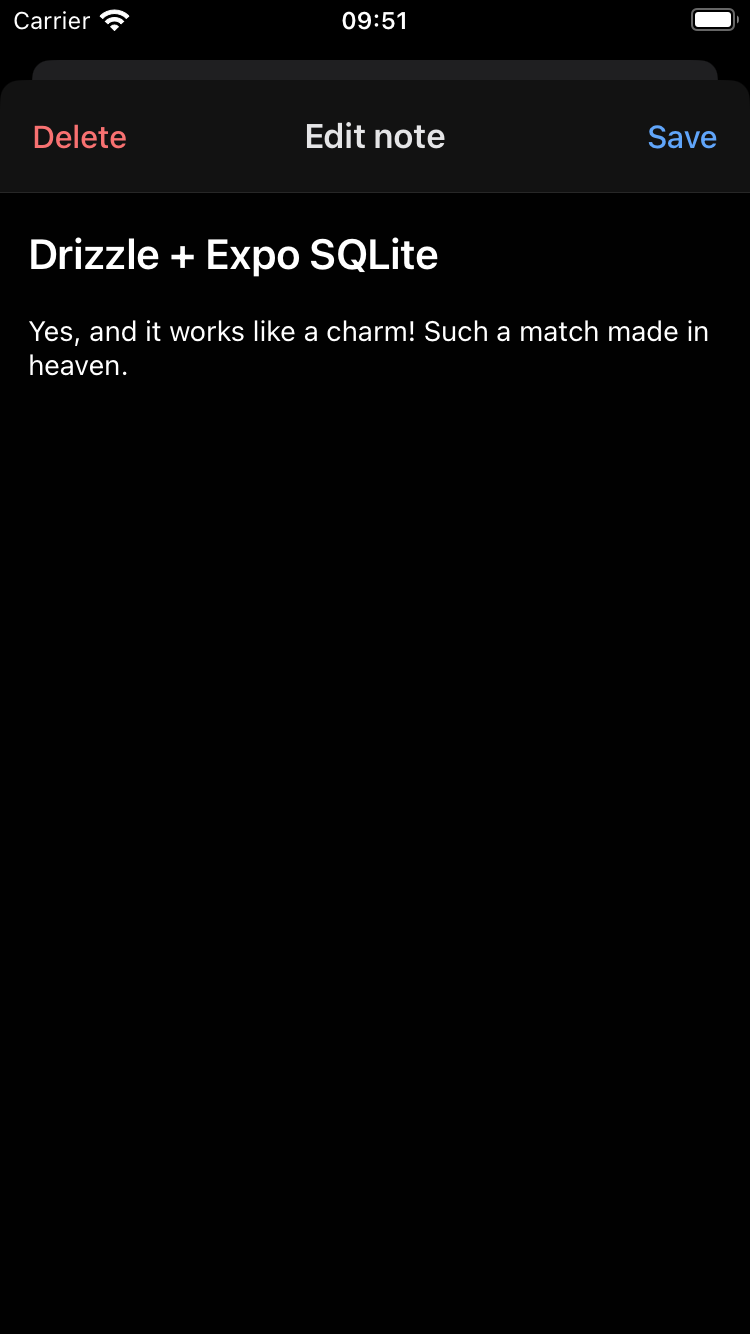 Carrier 09:51
Delete Edit note Save
Drizzle + Expo SQLite
Yes, and it works like a charm! Such a match made in
heaven.